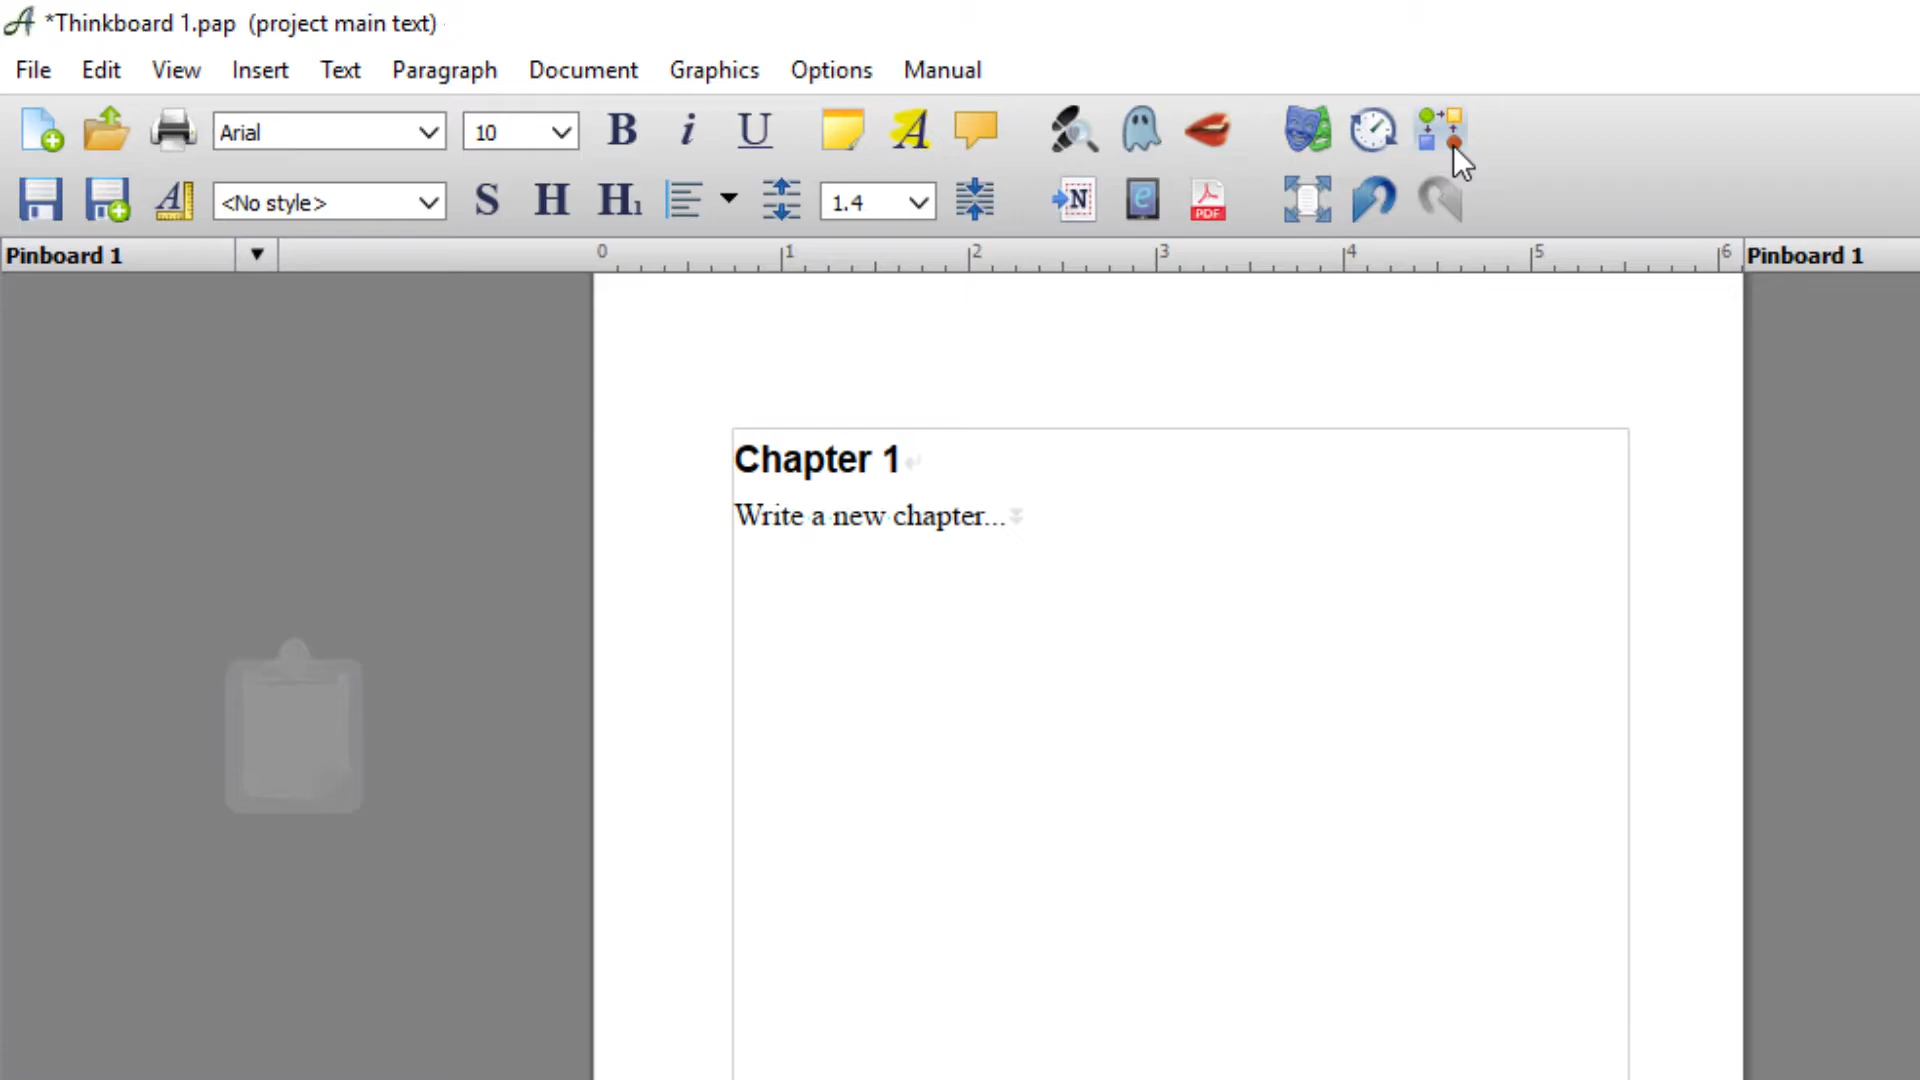 *Thinkboard 1.pap (project main text)
File Edit View Insert Text Paragraph Document Graphics Options Manual
Arial 10 B i U A
A <No style> S H H1 1.4 N e PDF
Pinboard 1 0 1 2 3 4 5 6 Pinboard 1
Chapter 1
Write a new chapter...